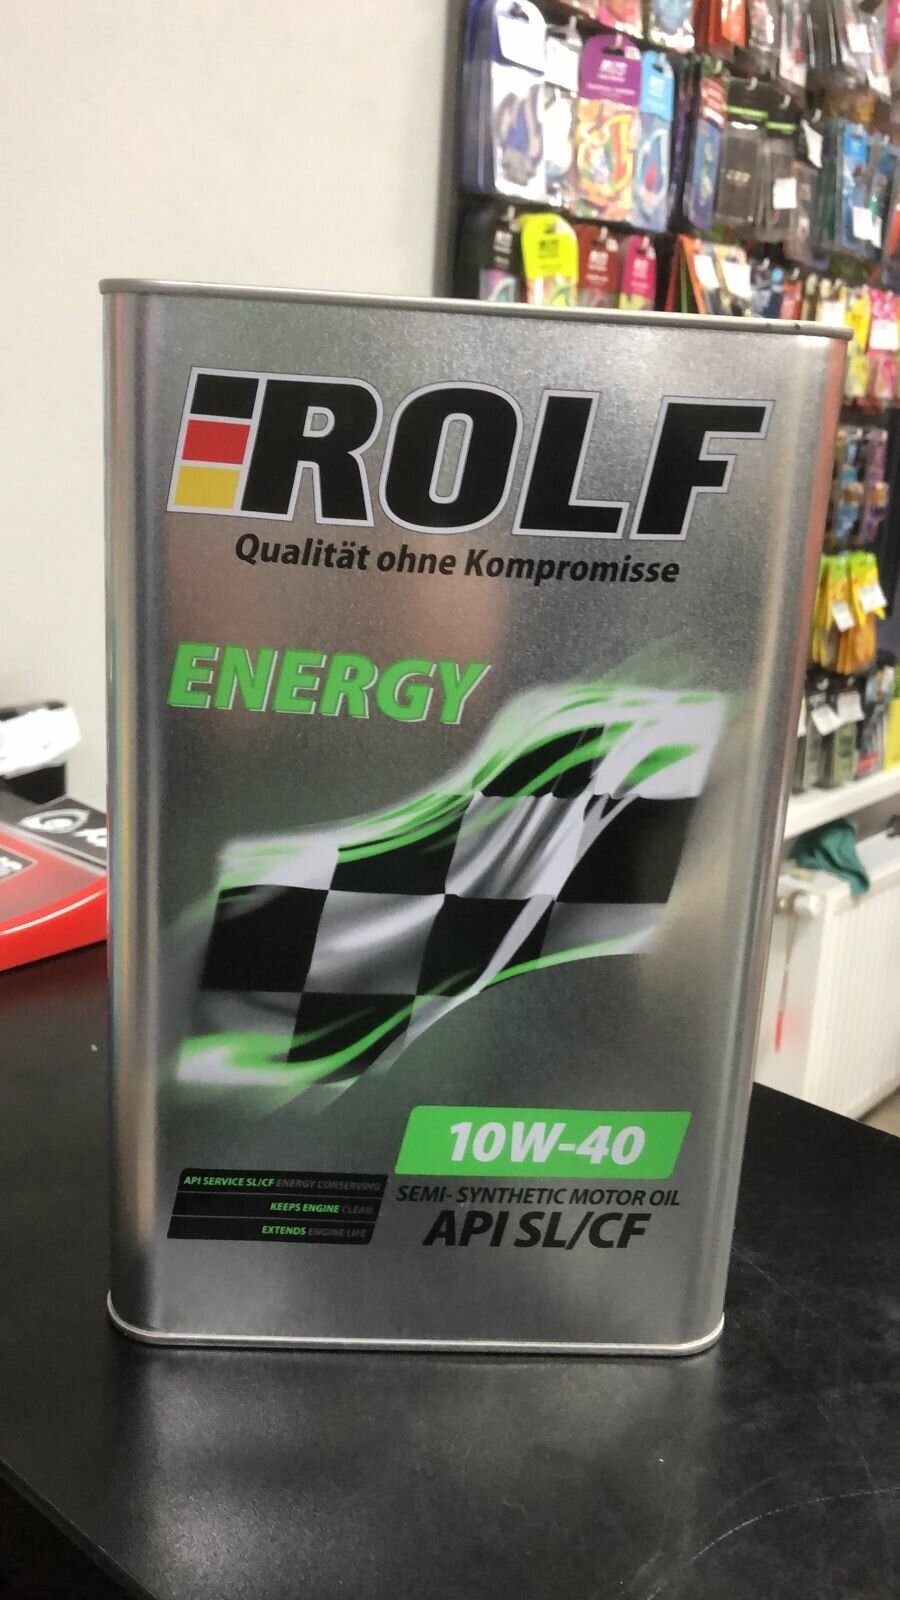 ROLF
Qualität ohne Kompromisse
ENERGY
10W-40
SEMI- SYNTHETIC MOTOR OIL
API SL/CF
API SERVICE SL/CF ENERGY CONSERVING
KEEPS ENGINE CLEAN
EXTENDS ENGINE LIFE